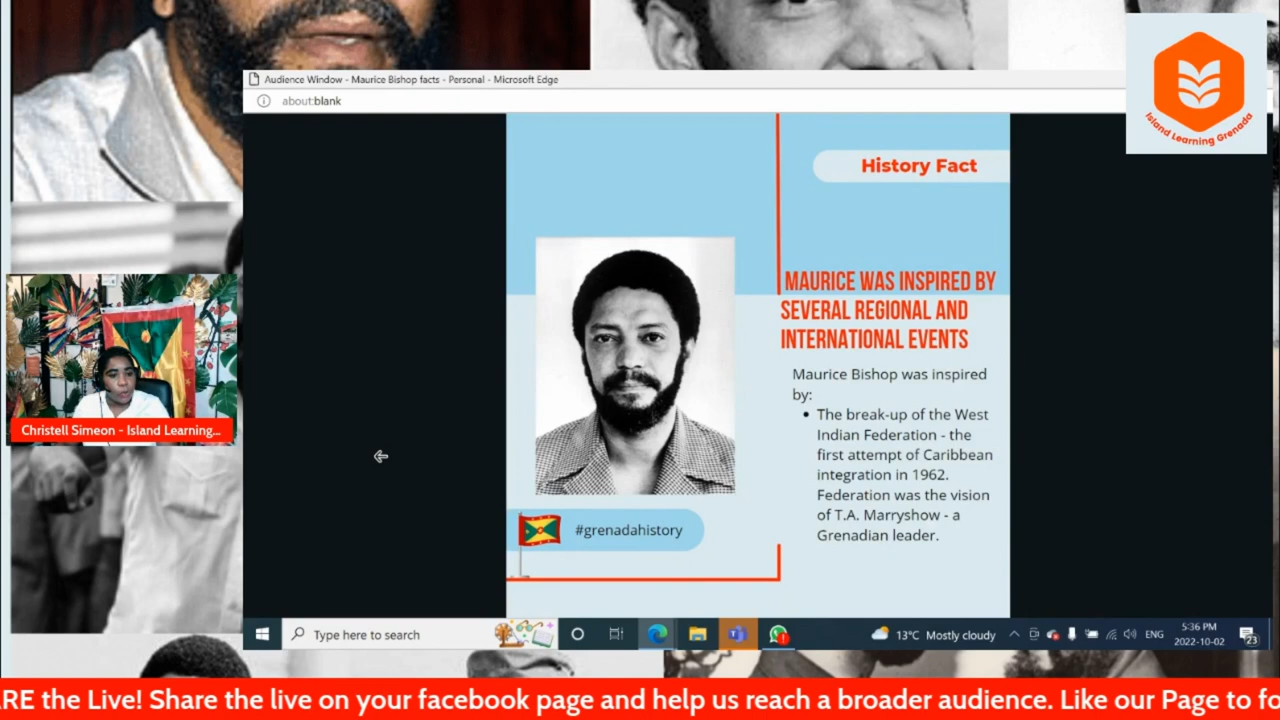 Audience Window - Maurice Bishop facts - Personal - Microsoft Edge
about:blank
Island Learning Grenada
History Fact
MAURICE WAS INSPIRED BY
SEVERAL REGIONAL AND
INTERNATIONAL EVENTS
Maurice Bishop was inspired
by:
• The break-up of the West
Indian Federation - the
first attempt of Caribbean
integration in 1962.
Federation was the vision
of T.A. Marryshow - a
Grenadian leader.
#grenadahistory
Christell Simeon - Island Learning...
Type here to search
13°C Mostly cloudy
ENG
5:36 PM
2022-10-02
23
RE the Live! Share the live on your facebook page and help us reach a broader audience. Like our Page to fo